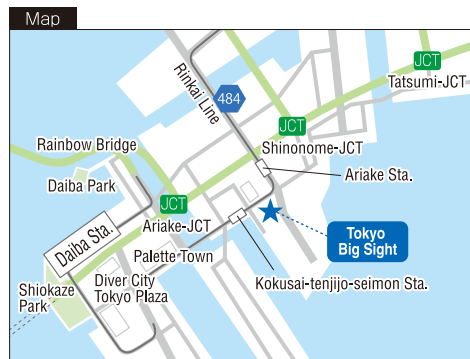 Map
JCT
Tatsumi-JCT
Rinkai Line
484
JCT
Shinonome-JCT
Rainbow Bridge
Ariake Sta.
Daiba Park
JCT
Ariake-JCT
Tokyo
Big Sight
Daiba Sta.
Palette Town
Kokusai-tenjijo-seimon Sta.
Shiokaze
Park
Diver City
Tokyo Plaza